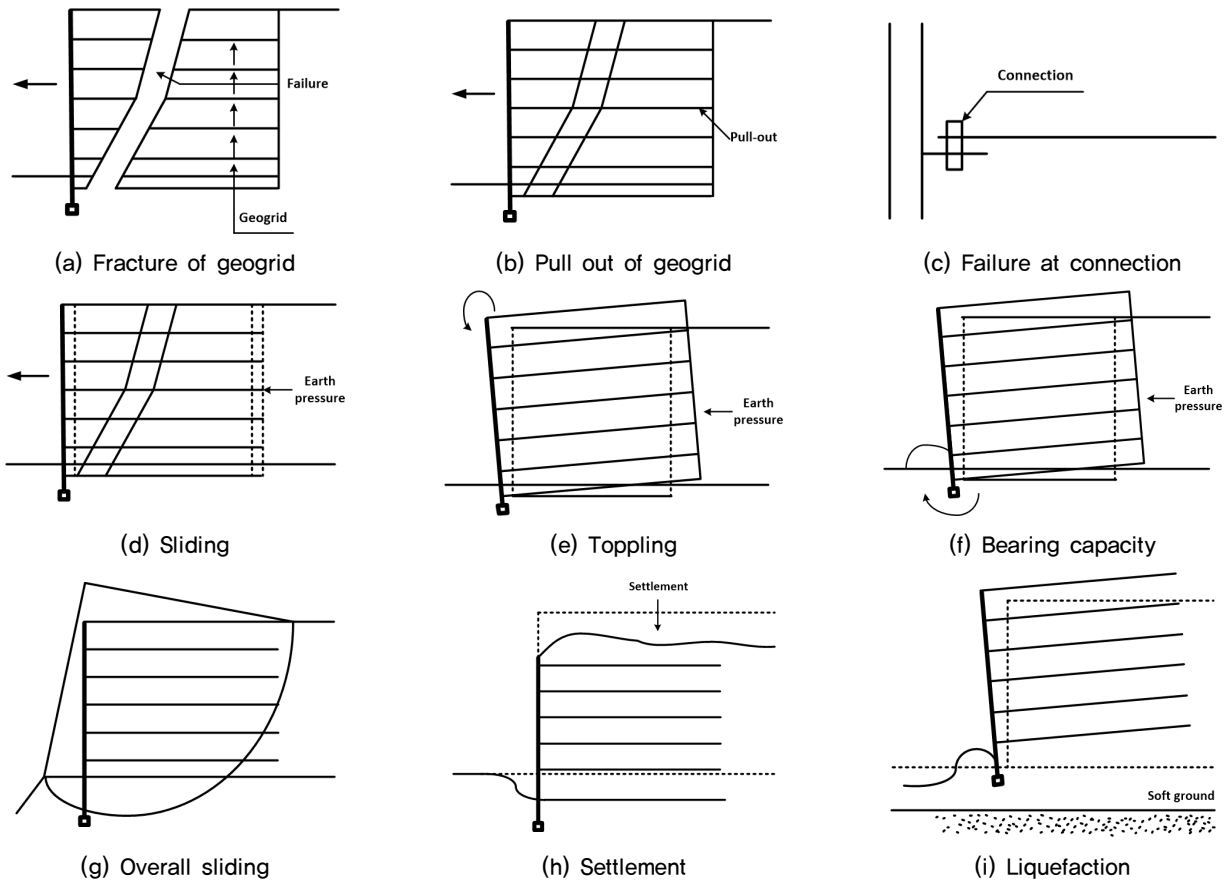 Failure
Geogrid
(a) Fracture of geogrid
Pull-out
(b) Pull out of geogrid
Connection
(c) Failure at connection
Earth
pressure
(d) Sliding
Earth
pressure
(e) Toppling
Earth
pressure
(f) Bearing capacity
(g) Overall sliding
Settlement
(h) Settlement
Soft ground
(i) Liquefaction